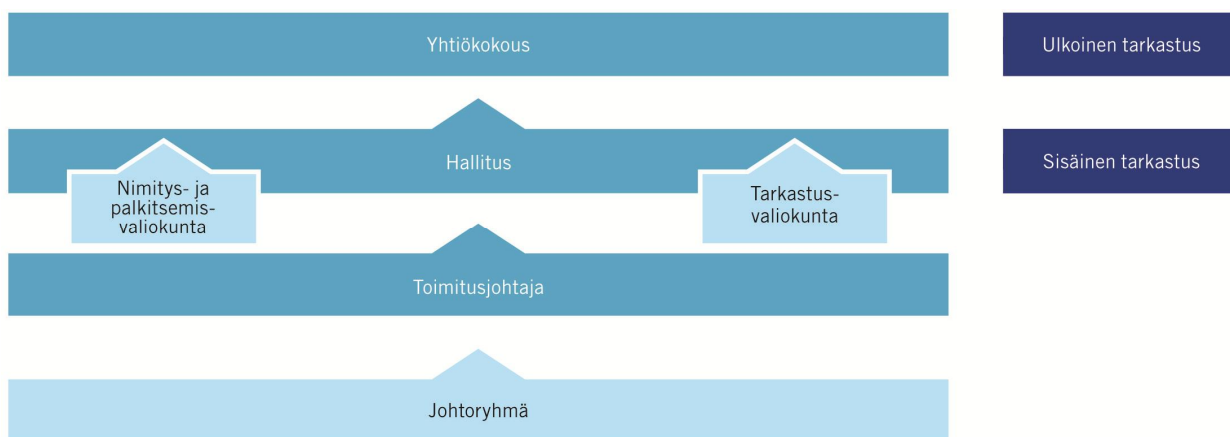 Yhtiökokous
Ulkoinen tarkastus
Hallitus
Sisäinen tarkastus
Nimitys- ja
palkitsemis-
valiokunta
Tarkastus-
valiokunta
Toimitusjohtaja
Johtoryhmä